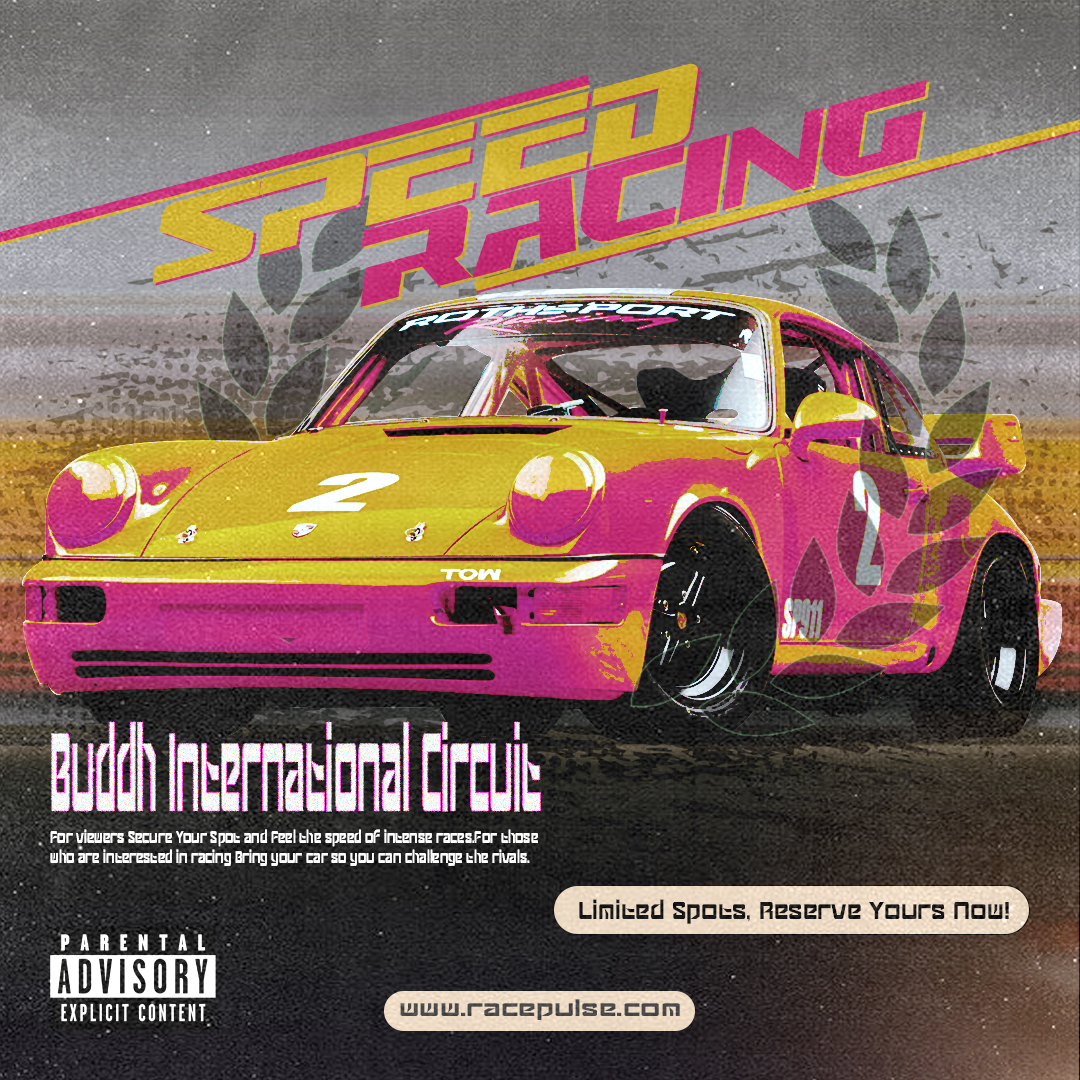 SPEED
RACING
ROTHSPORT
Racing
2
2
TOW
SP911
Buddh International Circuit
For viewers Secure Your Spot and Feel the speed of intense races.For those
who are interested in racing Bring your car so you can challenge the rivals.
Limited Spots, Reserve Yours Now!
PARENTAL
ADVISORY
EXPLICIT CONTENT
www.racepulse.com